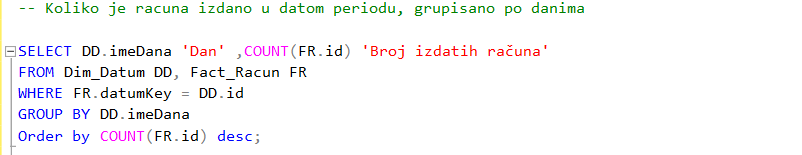 -- Koliko je racuna izdano u datom periodu, grupisano po danima
SELECT DD.imeDana 'Dan' ,COUNT(FR.id) 'Broj izdatih računa'
FROM Dim_Datum DD, Fact_Racun FR
WHERE FR.datumKey = DD.id
GROUP BY DD.imeDana
Order by COUNT(FR.id) desc;